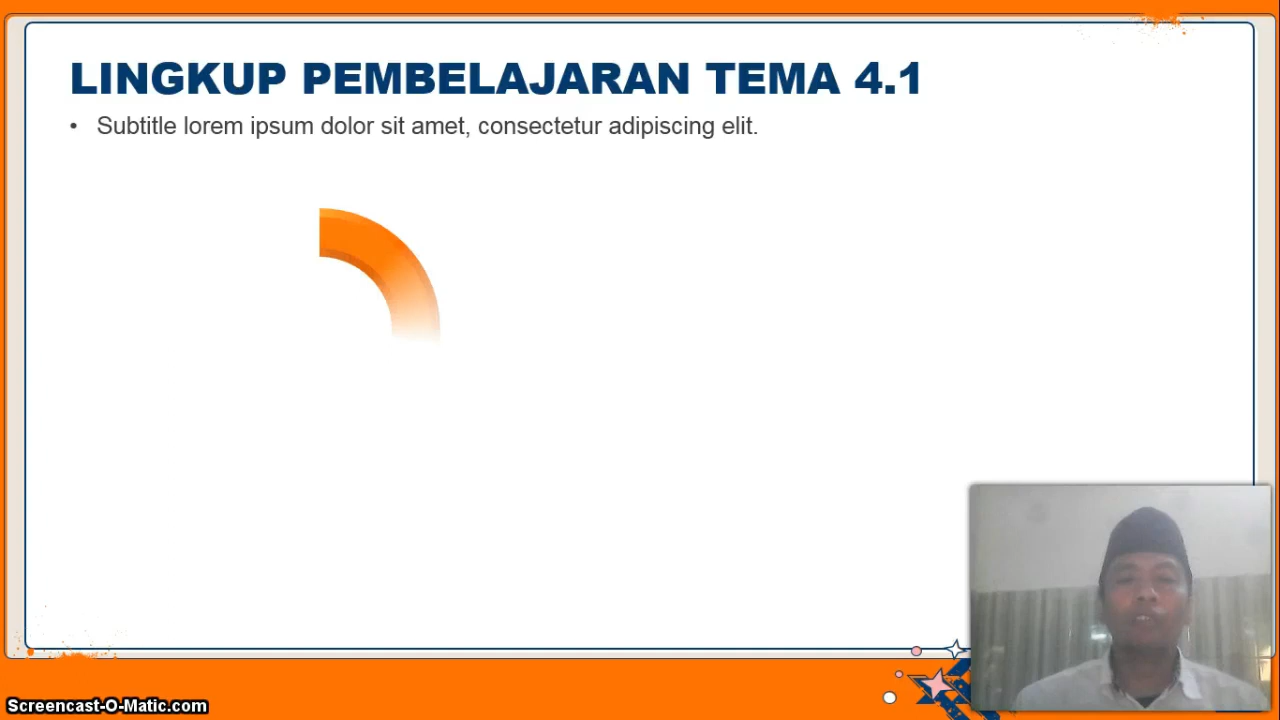 LINGKUP PEMBELAJARAN TEMA 4.1
• Subtitle lorem ipsum dolor sit amet, consectetur adipiscing elit.
Screencast-O-Matic.com